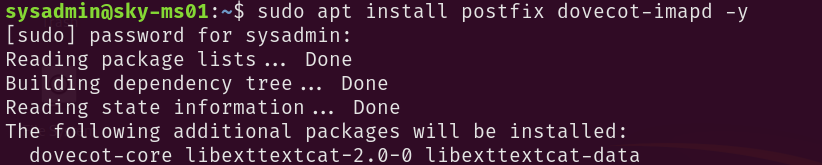 sysadmin@sky-ms01:~$ sudo apt install postfix dovecot-imapd -y
[sudo] password for sysadmin:
Reading package lists... Done
Building dependency tree... Done
Reading state information... Done
The following additional packages will be installed:
  dovecot-core libexttextcat-2.0-0 libexttextcat-data